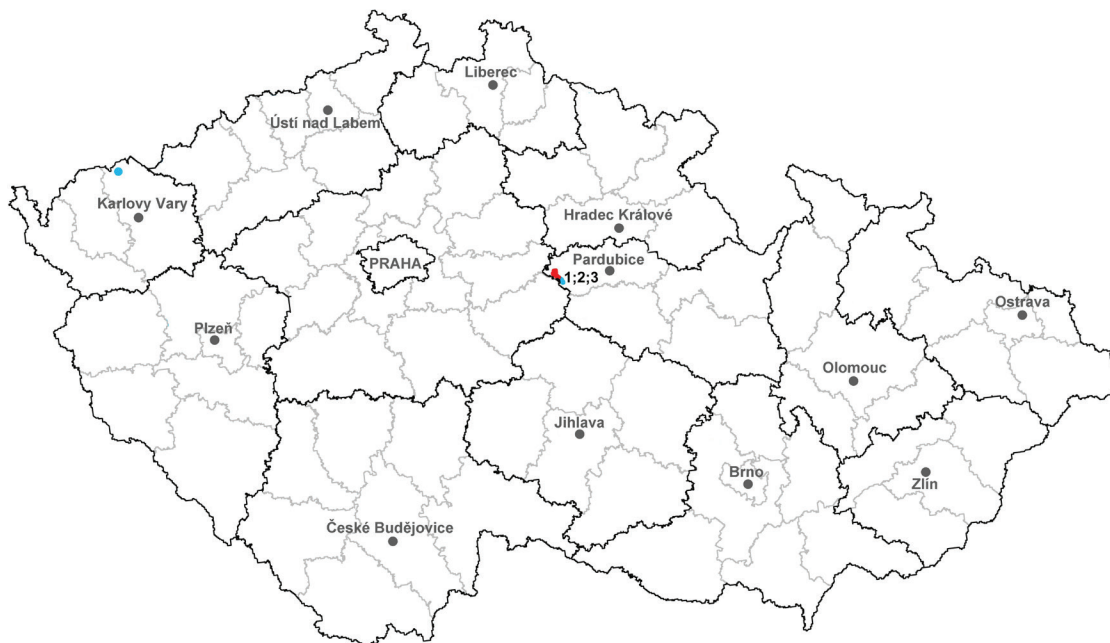 Liberec
Ústí nad Labem
Karlovy Vary
Hradec Králové
PRAHA
Pardubice
1;2;3
Ostrava
Plzeň
Olomouc
Jihlava
Brno
Zlín
České Budějovice